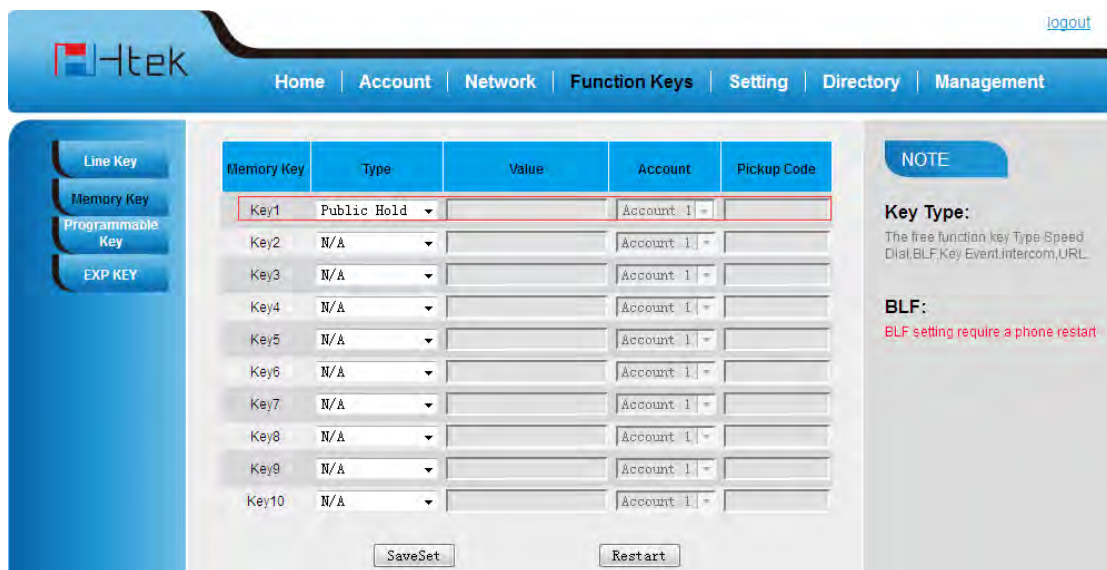 logout
Htek
Home | Account | Network | Function Keys | Setting | Directory | Management
Line Key
Memory Key
Programmable
Key
EXP KEY
Memory Key Type Value Account Pickup Code
Key1 Public Hold Account 1
Key2 N/A Account 1
Key3 N/A Account 1
Key4 N/A Account 1
Key5 N/A Account 1
Key6 N/A Account 1
Key7 N/A Account 1
Key8 N/A Account 1
Key9 N/A Account 1
Key10 N/A Account 1
SaveSet Restart
NOTE
Key Type:
The free function key Type Speed
Dial,BLF,Key Event,intercom,URL.
BLF:
BLF setting require a phone restart